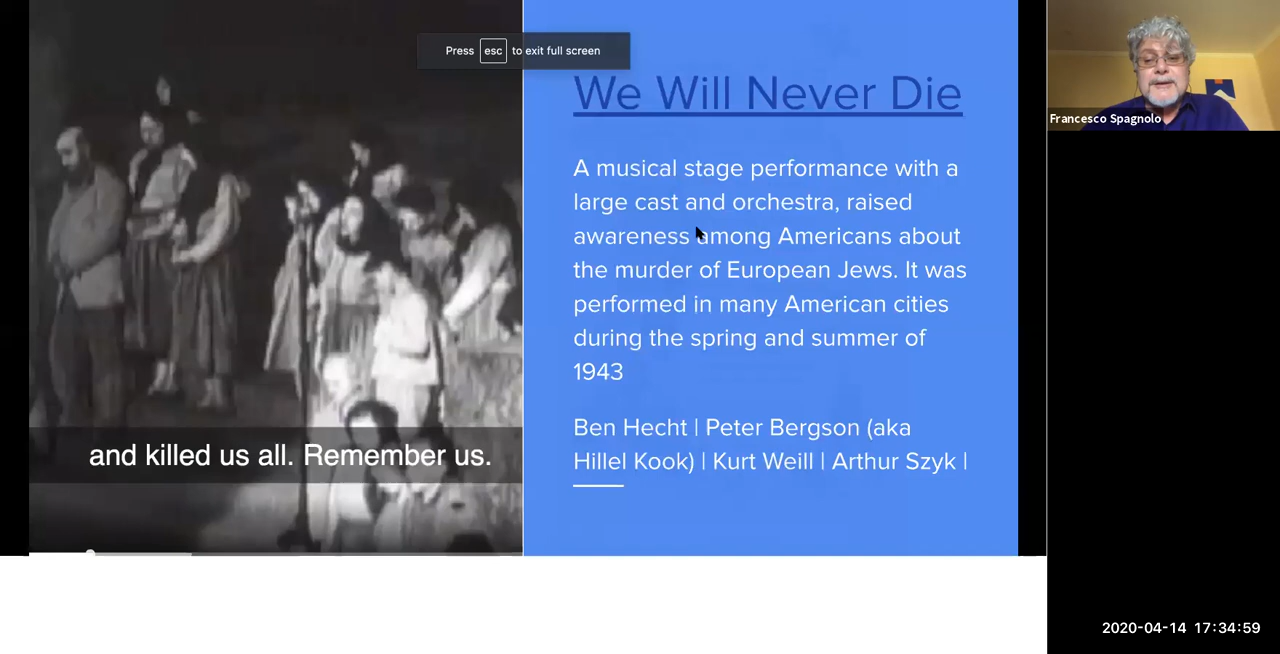 Press esc to exit full screen
We Will Never Die
A musical stage performance with a
large cast and orchestra, raised
awareness among Americans about
the murder of European Jews. It was
performed in many American cities
during the spring and summer of
1943
Ben Hecht | Peter Bergson (aka
Hillel Kook) | Kurt Weill | Arthur Szyk |
and killed us all. Remember us.
Francesco Spagnolo
2020-04-14 17:34:59